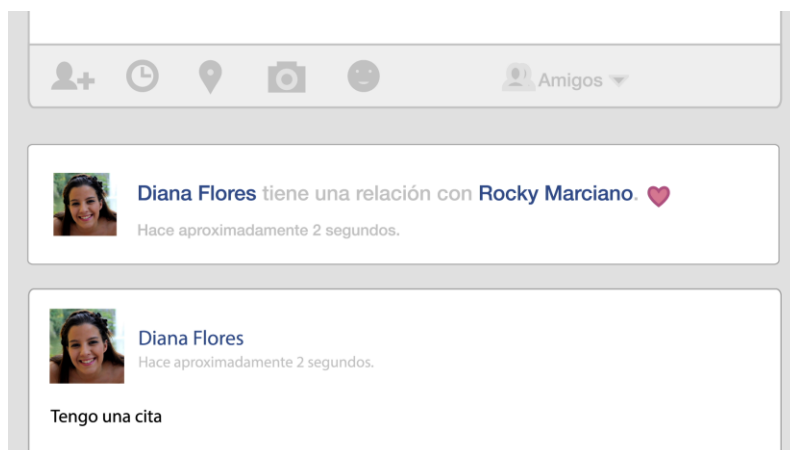 Amigos
Diana Flores tiene una relación con Rocky Marciano.
Hace aproximadamente 2 segundos.
Diana Flores
Hace aproximadamente 2 segundos.
Tengo una cita